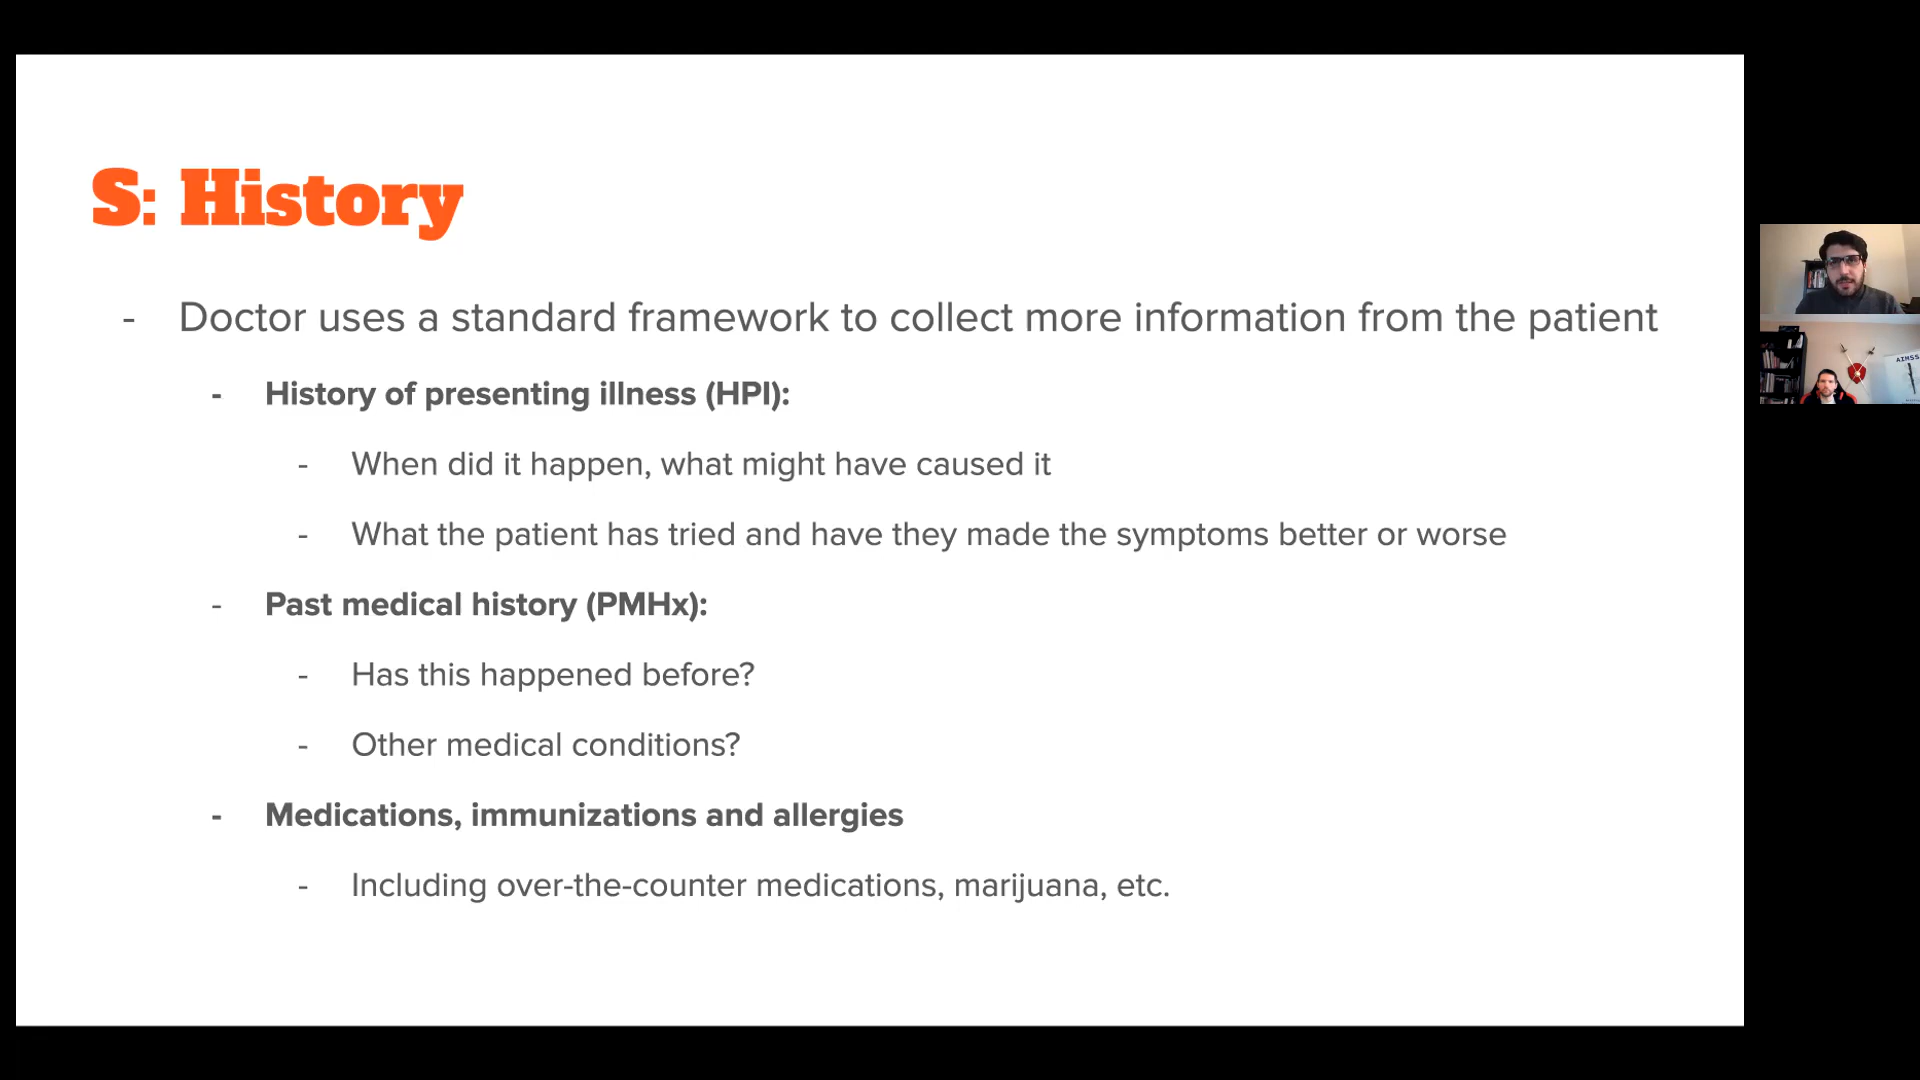 S: History
- Doctor uses a standard framework to collect more information from the patient
- History of presenting illness (HPI):
- When did it happen, what might have caused it
- What the patient has tried and have they made the symptoms better or worse
- Past medical history (PMHx):
- Has this happened before?
- Other medical conditions?
- Medications, immunizations and allergies
- Including over-the-counter medications, marijuana, etc.
AIMSS